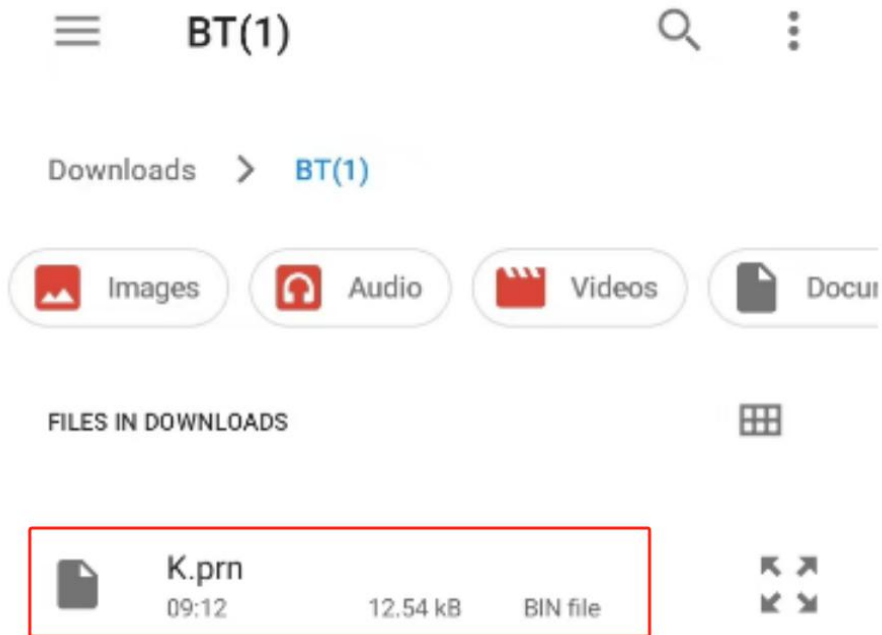 BT(1)
Downloads > BT(1)
Images Audio Videos
FILES IN DOWNLOADS
K.prn
09:12 12.54 kB BIN file